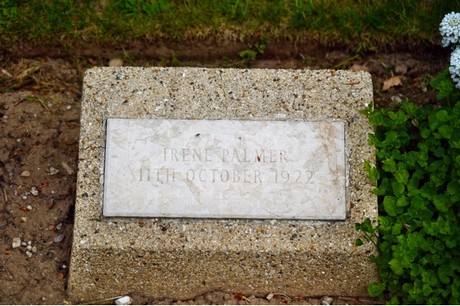 IRENE PALMER
11TH OCTOBER 1922